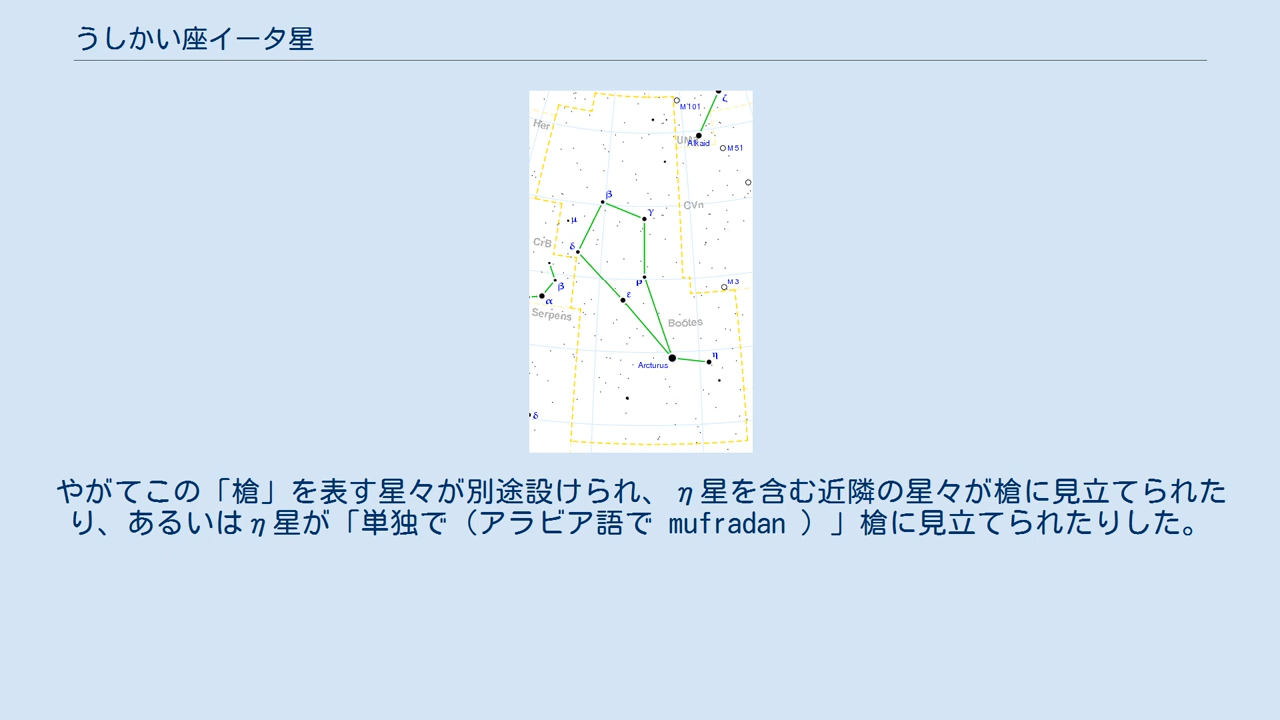 うしかい座イータ星
ζ
M101
Her
UMa
Alkaid
M51
β
γ
CVn
μ
CrB
δ
M3
β
ρ
ε
α
Serpens
Boötes
η
Arcturus
δ
やがてこの「槍」を表す星々が別途設けられ、η星を含む近隣の星々が槍に見立てられた
り、あるいはη星が「単独で（アラビア語で mufradan ）」槍に見立てられたりした。